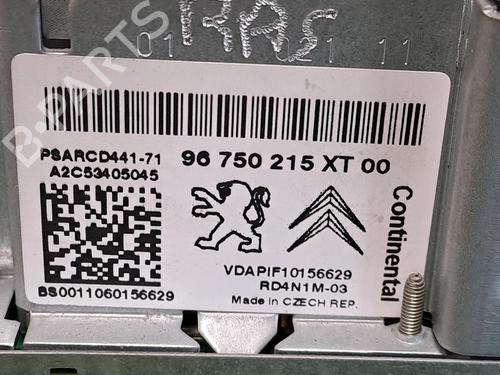 RRS
01 021 11
PSARCD441-71 96 750 215 XT 00
A2C53405045
Continental
VDAPIF10156629
RD4N1M-03
BS0011060156629 Made in CZECH REP.
B-PARTS